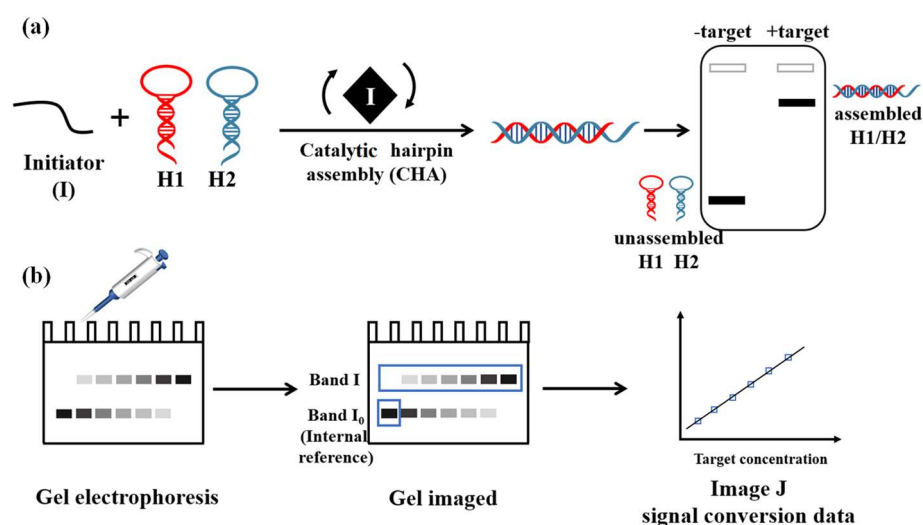 (a)
-target +target
I
Initiator
(I)
+
H1 H2
Catalytic hairpin
assembly (CHA)
assembled
H1/H2
unassembled
H1 H2
(b)
Band I
Band I₀
(Internal
reference)
Gel electrophoresis
Gel imaged
Target concentration
Image J
signal conversion data